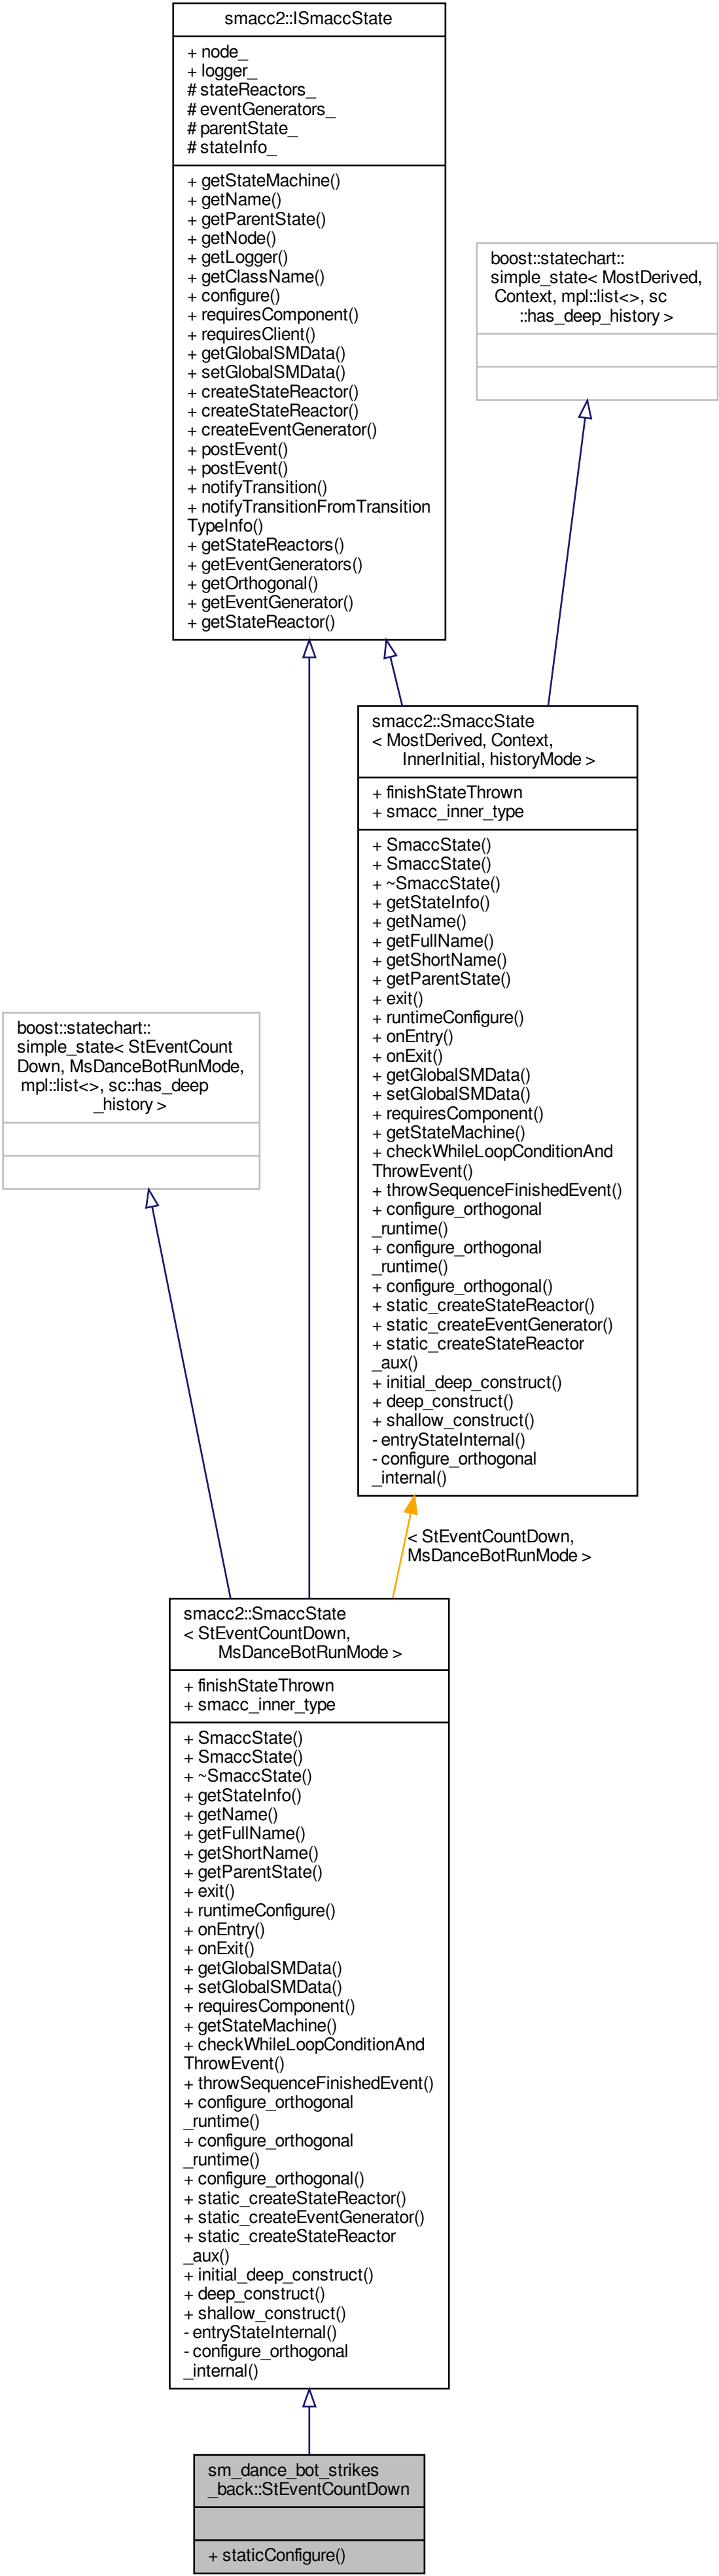 smacc2::ISmaccState
+ node_
+ logger_
# stateReactors_
# eventGenerators_
# parentState_
# stateInfo_
+ getStateMachine()
+ getName()
+ getParentState()
+ getNode()
+ getLogger()
+ getClassName()
+ configure()
+ requiresComponent()
+ requiresClient()
+ getGlobalSMData()
+ setGlobalSMData()
+ createStateReactor()
+ createStateReactor()
+ createEventGenerator()
+ postEvent()
+ postEvent()
+ notifyTransition()
+ notifyTransitionFromTransition
TypeInfo()
+ getStateReactors()
+ getEventGenerators()
+ getOrthogonal()
+ getEventGenerator()
+ getStateReactor()
boost::statechart::
simple_state< MostDerived,
Context, mpl::list<>, sc
::has_deep_history >
smacc2::SmaccState
< MostDerived, Context,
InnerInitial, historyMode >
+ finishStateThrown
+ smacc_inner_type
+ SmaccState()
+ SmaccState()
+ ~SmaccState()
+ getStateInfo()
+ getName()
+ getFullName()
+ getShortName()
+ getParentState()
+ exit()
+ runtimeConfigure()
+ onEntry()
+ onExit()
+ getGlobalSMData()
+ setGlobalSMData()
+ requiresComponent()
+ getStateMachine()
+ checkWhileLoopConditionAnd
ThrowEvent()
+ throwSequenceFinishedEvent()
+ configure_orthogonal
_runtime()
+ configure_orthogonal
_runtime()
+ configure_orthogonal()
+ static_createStateReactor()
+ static_createEventGenerator()
+ static_createStateReactor
_aux()
+ initial_deep_construct()
+ deep_construct()
+ shallow_construct()
- entryStateInternal()
- configure_orthogonal
_internal()
boost::statechart::
simple_state< StEventCount
Down, MsDanceBotRunMode,
mpl::list<>, sc::has_deep
_history >
< StEventCountDown,
MsDanceBotRunMode >
smacc2::SmaccState
< StEventCountDown,
MsDanceBotRunMode >
+ finishStateThrown
+ smacc_inner_type
+ SmaccState()
+ SmaccState()
+ ~SmaccState()
+ getStateInfo()
+ getName()
+ getFullName()
+ getShortName()
+ getParentState()
+ exit()
+ runtimeConfigure()
+ onEntry()
+ onExit()
+ getGlobalSMData()
+ setGlobalSMData()
+ requiresComponent()
+ getStateMachine()
+ checkWhileLoopConditionAnd
ThrowEvent()
+ throwSequenceFinishedEvent()
+ configure_orthogonal
_runtime()
+ configure_orthogonal
_runtime()
+ configure_orthogonal()
+ static_createStateReactor()
+ static_createEventGenerator()
+ static_createStateReactor
_aux()
+ initial_deep_construct()
+ deep_construct()
+ shallow_construct()
- entryStateInternal()
- configure_orthogonal
_internal()
sm_dance_bot_strikes
_back::StEventCountDown
+ staticConfigure()